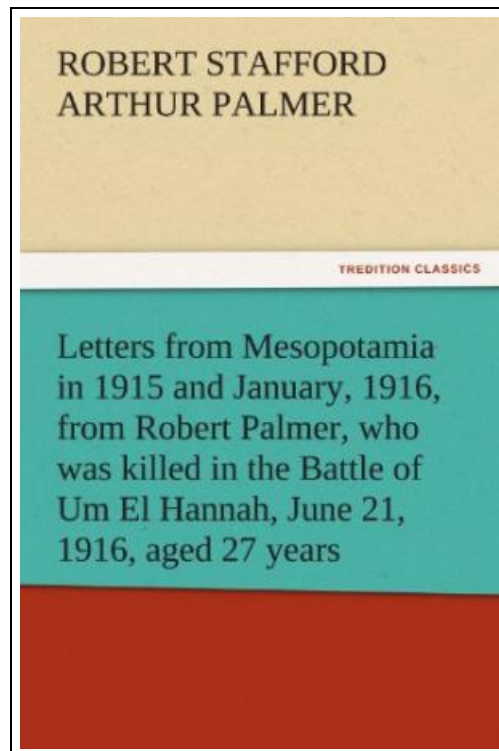 ROBERT STAFFORD
ARTHUR PALMER
TREDITION CLASSICS
Letters from Mesopotamia
in 1915 and January, 1916,
from Robert Palmer, who
was killed in the Battle of
Um El Hannah, June 21,
1916, aged 27 years